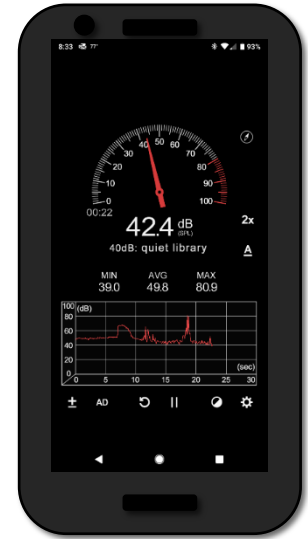 8:33 77° 93%
40 50 60
30 70
20 80
10 90
0 100
00:22
42.4 dB
(SPL)
2x
40dB: quiet library
A
MIN AVG MAX
39.0 49.8 80.9
100 (dB)
80
60
40
20
0 (sec)
0 5 10 15 20 25 30
± AD